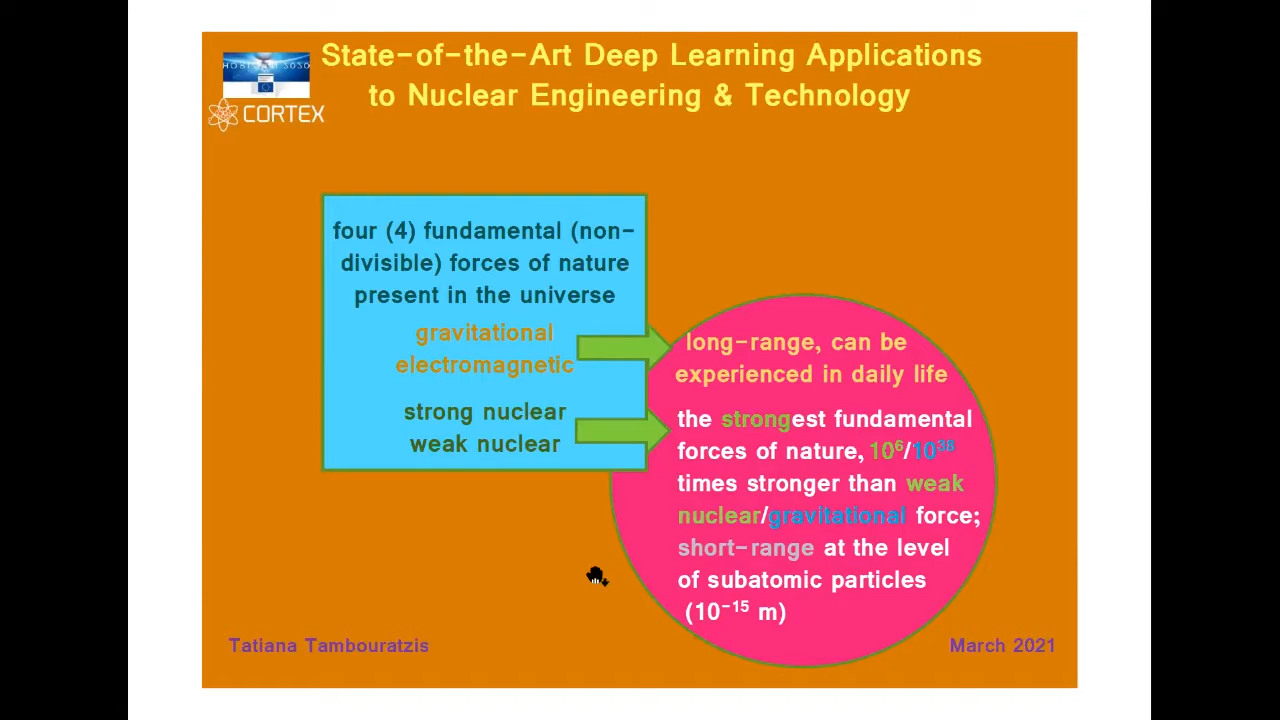 State-of-the-Art Deep Learning Applications
to Nuclear Engineering & Technology
HORIZON 2020
CORTEX
four (4) fundamental (non-
divisible) forces of nature
present in the universe
gravitational
electromagnetic
strong nuclear
weak nuclear
long-range, can be
experienced in daily life
the strongest fundamental
forces of nature, 10⁶/10³⁸
times stronger than weak
nuclear/gravitational force;
short-range at the level
of subatomic particles
(10⁻¹⁵ m)
Tatiana Tambouratzis
March 2021